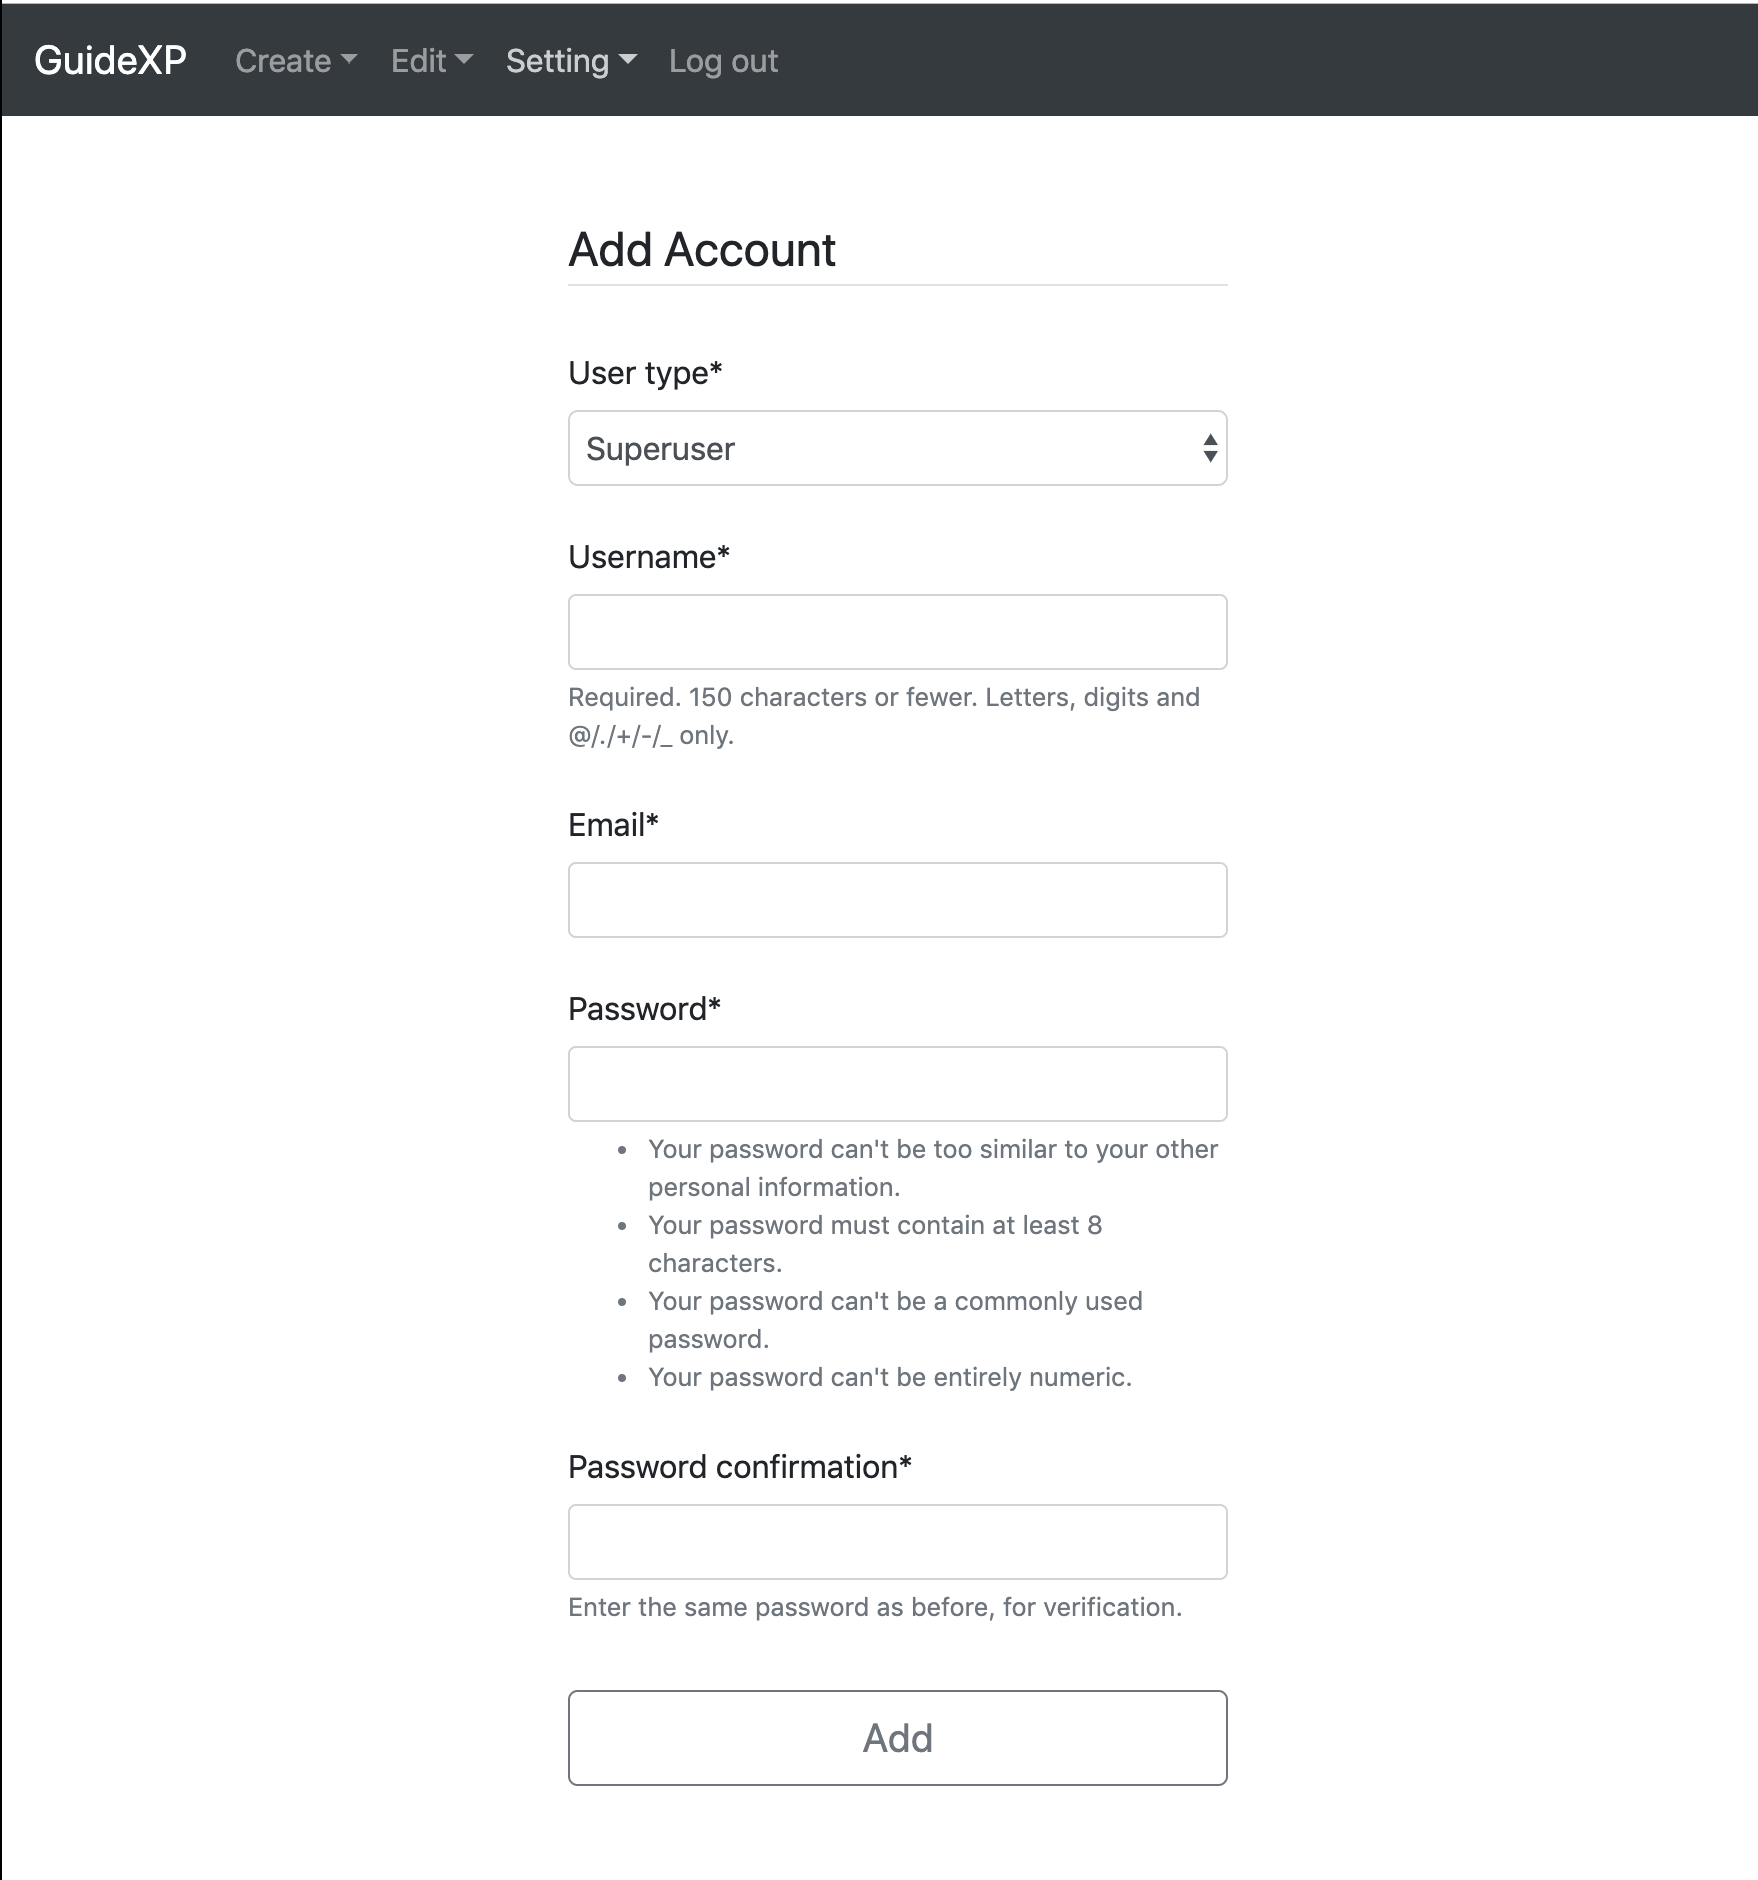 GuideXP Create Edit Setting Log out
Add Account
User type*
Superuser
Username*
Required. 150 characters or fewer. Letters, digits and
@/./+/-/_ only.
Email*
Password*
• Your password can't be too similar to your other
personal information.
• Your password must contain at least 8
characters.
• Your password can't be a commonly used
password.
• Your password can't be entirely numeric.
Password confirmation*
Enter the same password as before, for verification.
Add